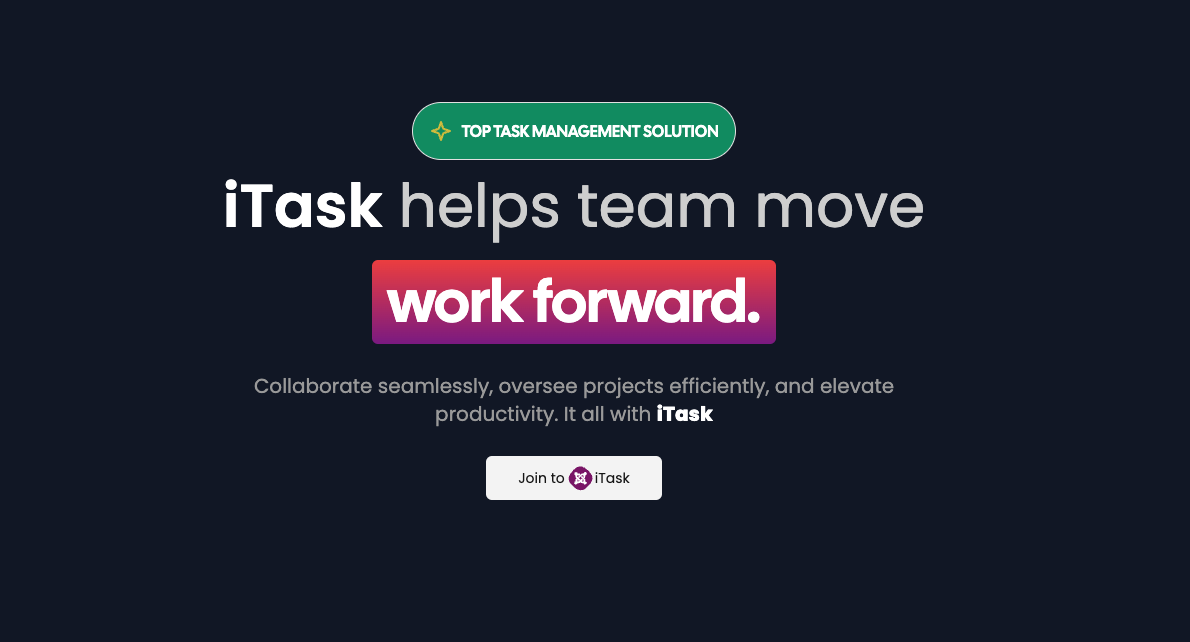 TOP TASK MANAGEMENT SOLUTION
iTask helps team move
work forward.
Collaborate seamlessly, oversee projects efficiently, and elevate
productivity. It all with iTask
Join to iTask